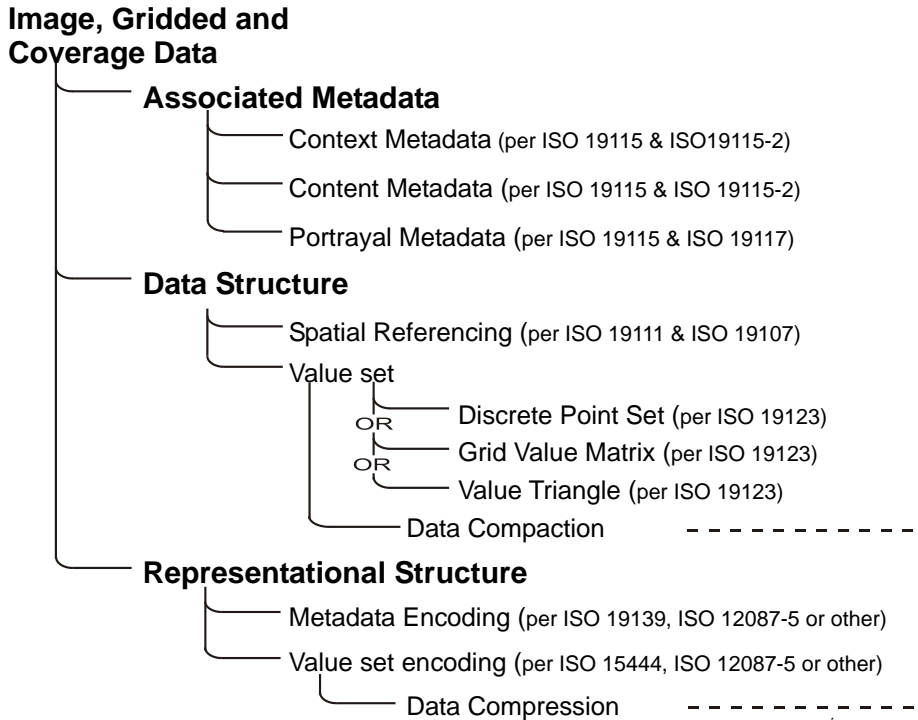 Image, Gridded and
Coverage Data
Associated Metadata
Context Metadata (per ISO 19115 & ISO19115-2)
Content Metadata (per ISO 19115 & ISO 19115-2)
Portrayal Metadata (per ISO 19115 & ISO 19117)
Data Structure
Spatial Referencing (per ISO 19111 & ISO 19107)
Value set
Discrete Point Set (per ISO 19123)
OR
Grid Value Matrix (per ISO 19123)
OR
Value Triangle (per ISO 19123)
Data Compaction
Representational Structure
Metadata Encoding (per ISO 19139, ISO 12087-5 or other)
Value set encoding (per ISO 15444, ISO 12087-5 or other)
Data Compression